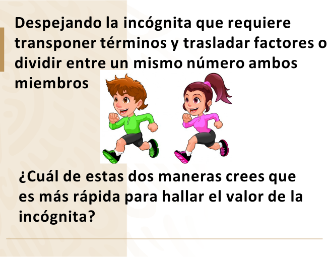 Despejando la incógnita que requiere
transponer términos y trasladar factores o
dividir entre un mismo número ambos
miembros
¿Cuál de estas dos maneras crees que
es más rápida para hallar el valor de la
incógnita?